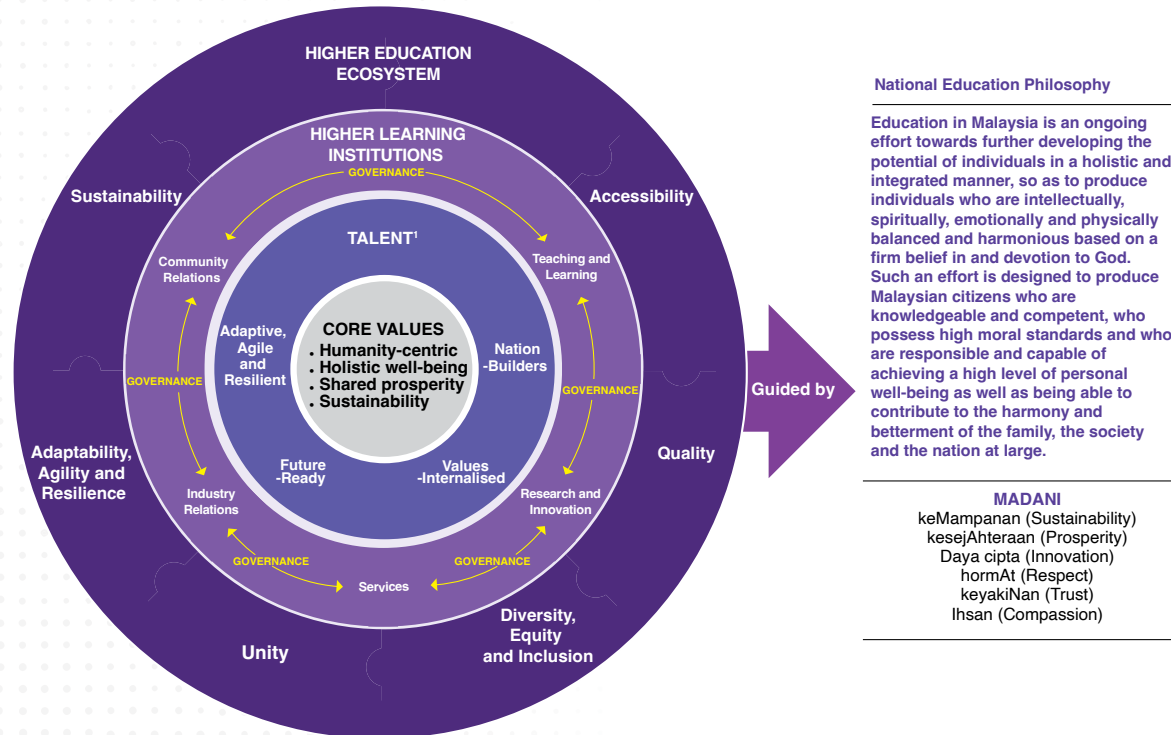 HIGHER EDUCATION
ECOSYSTEM
HIGHER LEARNING
INSTITUTIONS
GOVERNANCE
Sustainability
Accessibility
TALENT¹
Community
Relations
Teaching and
Learning
CORE VALUES
. Humanity-centric
. Holistic well-being
. Shared prosperity
. Sustainability
Adaptive,
Agile
and
Resilient
Nation
-Builders
GOVERNANCE
GOVERNANCE
Adaptability,
Agility and
Resilience
Quality
Future
-Ready
Values
-Internalised
Industry
Relations
Research and
Innovation
GOVERNANCE
GOVERNANCE
Services
Unity
Diversity,
Equity
and Inclusion
Guided by
National Education Philosophy
Education in Malaysia is an ongoing
effort towards further developing the
potential of individuals in a holistic and
integrated manner, so as to produce
individuals who are intellectually,
spiritually, emotionally and physically
balanced and harmonious based on a
firm belief in and devotion to God.
Such an effort is designed to produce
Malaysian citizens who are
knowledgeable and competent, who
possess high moral standards and who
are responsible and capable of
achieving a high level of personal
well-being as well as being able to
contribute to the harmony and
betterment of the family, the society
and the nation at large.
MADANI
keMampanan (Sustainability)
kesejAhteraan (Prosperity)
Daya cipta (Innovation)
hormAt (Respect)
keyakiNan (Trust)
Ihsan (Compassion)